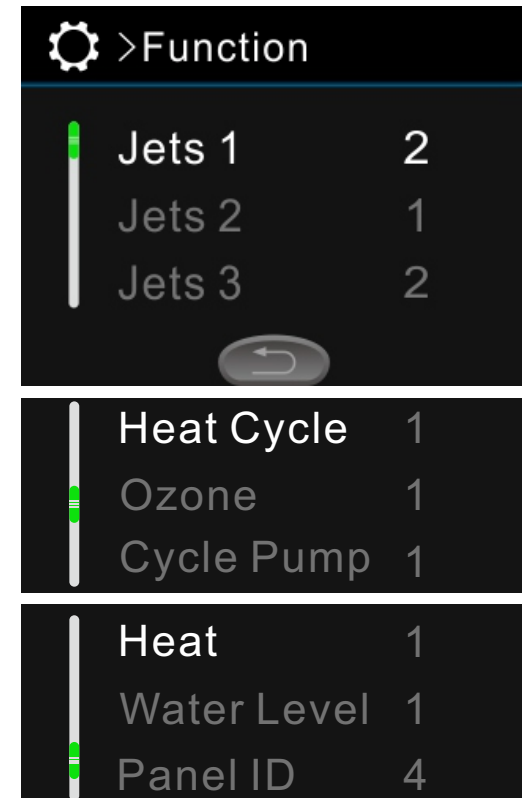 >Function
Jets 1 2
Jets 2 1
Jets 3 2
Heat Cycle 1
Ozone 1
Cycle Pump 1
Heat 1
Water Level 1
Panel ID 4